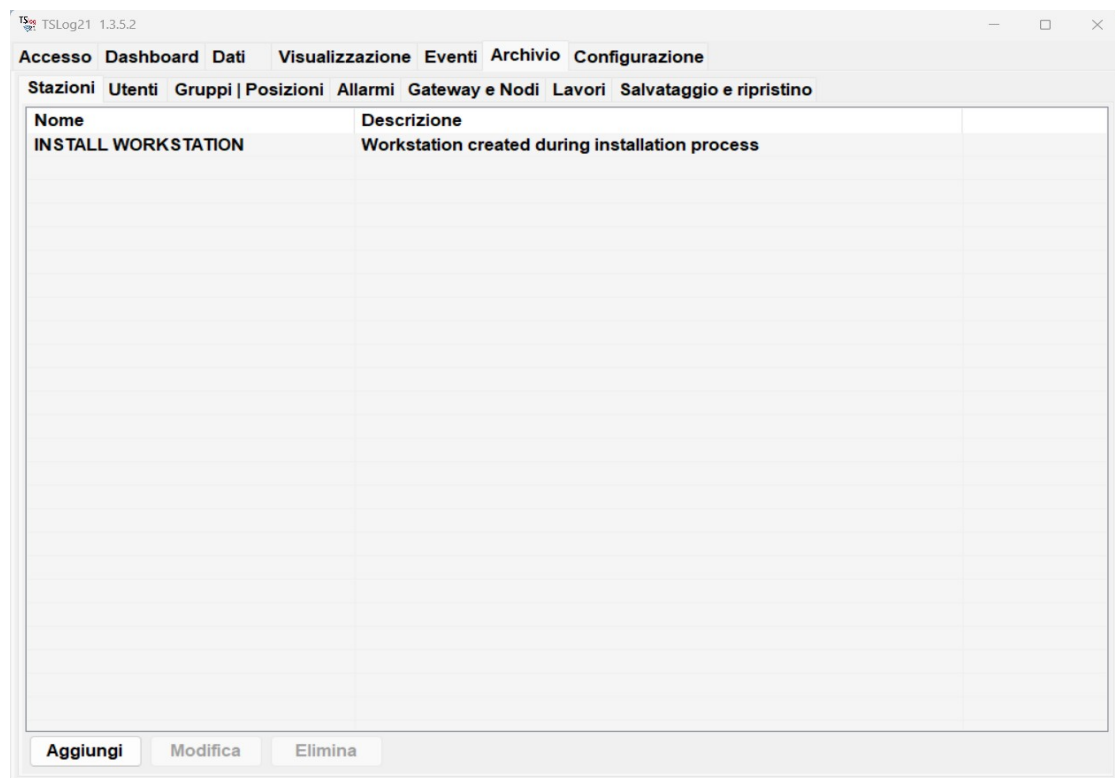 TSLog21 1.3.5.2
Accesso Dashboard Dati Visualizzazione Eventi Archivio Configurazione
Stazioni Utenti Gruppi | Posizioni Allarmi Gateway e Nodi Lavori Salvataggio e ripristino
Nome Descrizione
INSTALL WORKSTATION Workstation created during installation process
Aggiungi Modifica Elimina